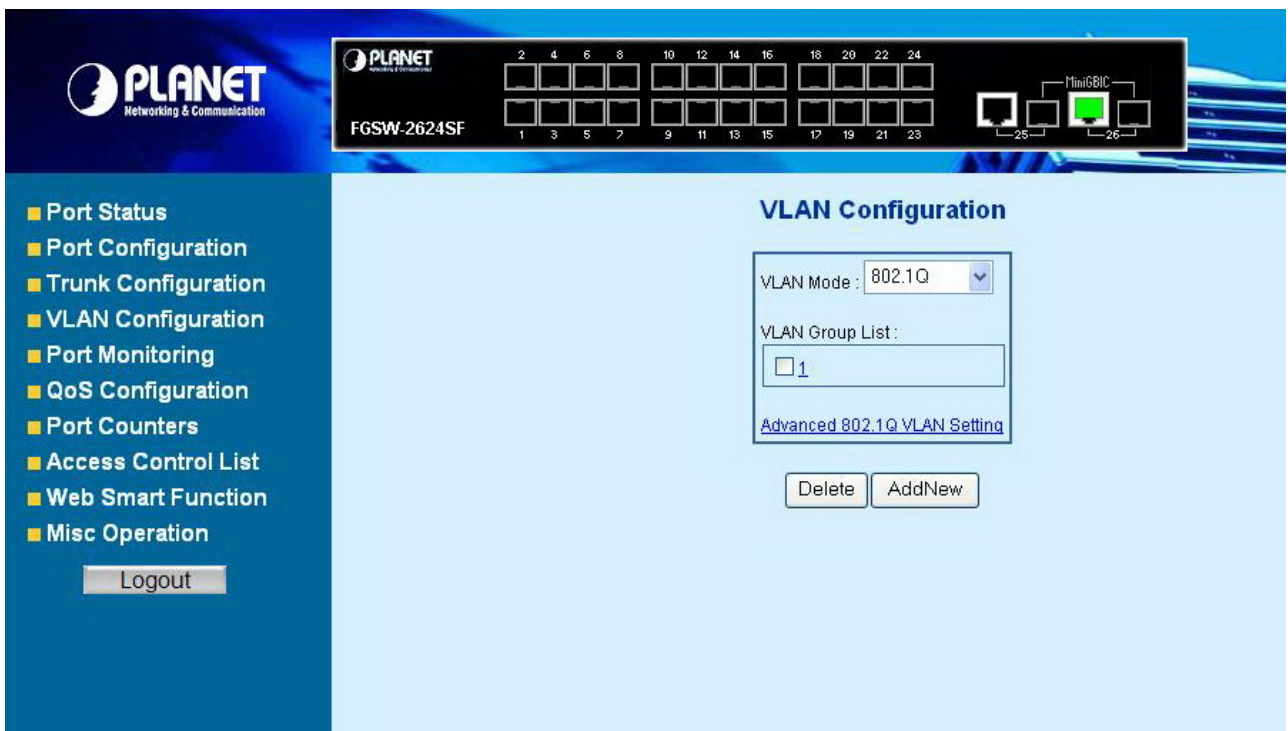 PLANET
Networking & Communication
PLANET
FGSW-2624SF
2 4 6 8 10 12 14 16 18 20 22 24
1 3 5 7 9 11 13 15 17 19 21 23
MiniGBIC
25 26
Port Status
Port Configuration
Trunk Configuration
VLAN Configuration
Port Monitoring
QoS Configuration
Port Counters
Access Control List
Web Smart Function
Misc Operation
Logout
VLAN Configuration
VLAN Mode : 802.1Q
VLAN Group List :
1
Advanced 802.1Q VLAN Setting
Delete AddNew